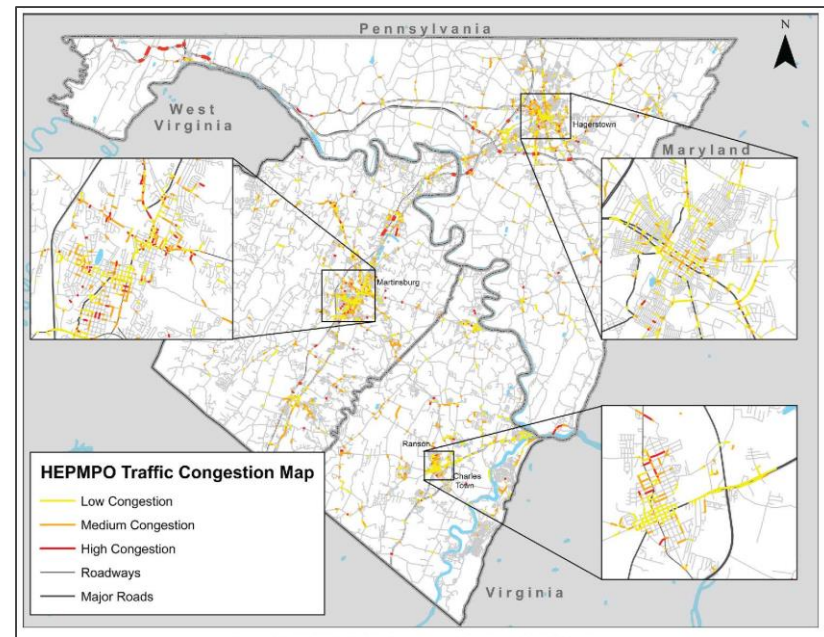 Pennsylvania
N
West
Virginia
Hagerstown
Maryland
Martinsburg
Ranson
Charles
Town
HEPMPO Traffic Congestion Map
Low Congestion
Medium Congestion
High Congestion
Roadways
Major Roads
Virginia